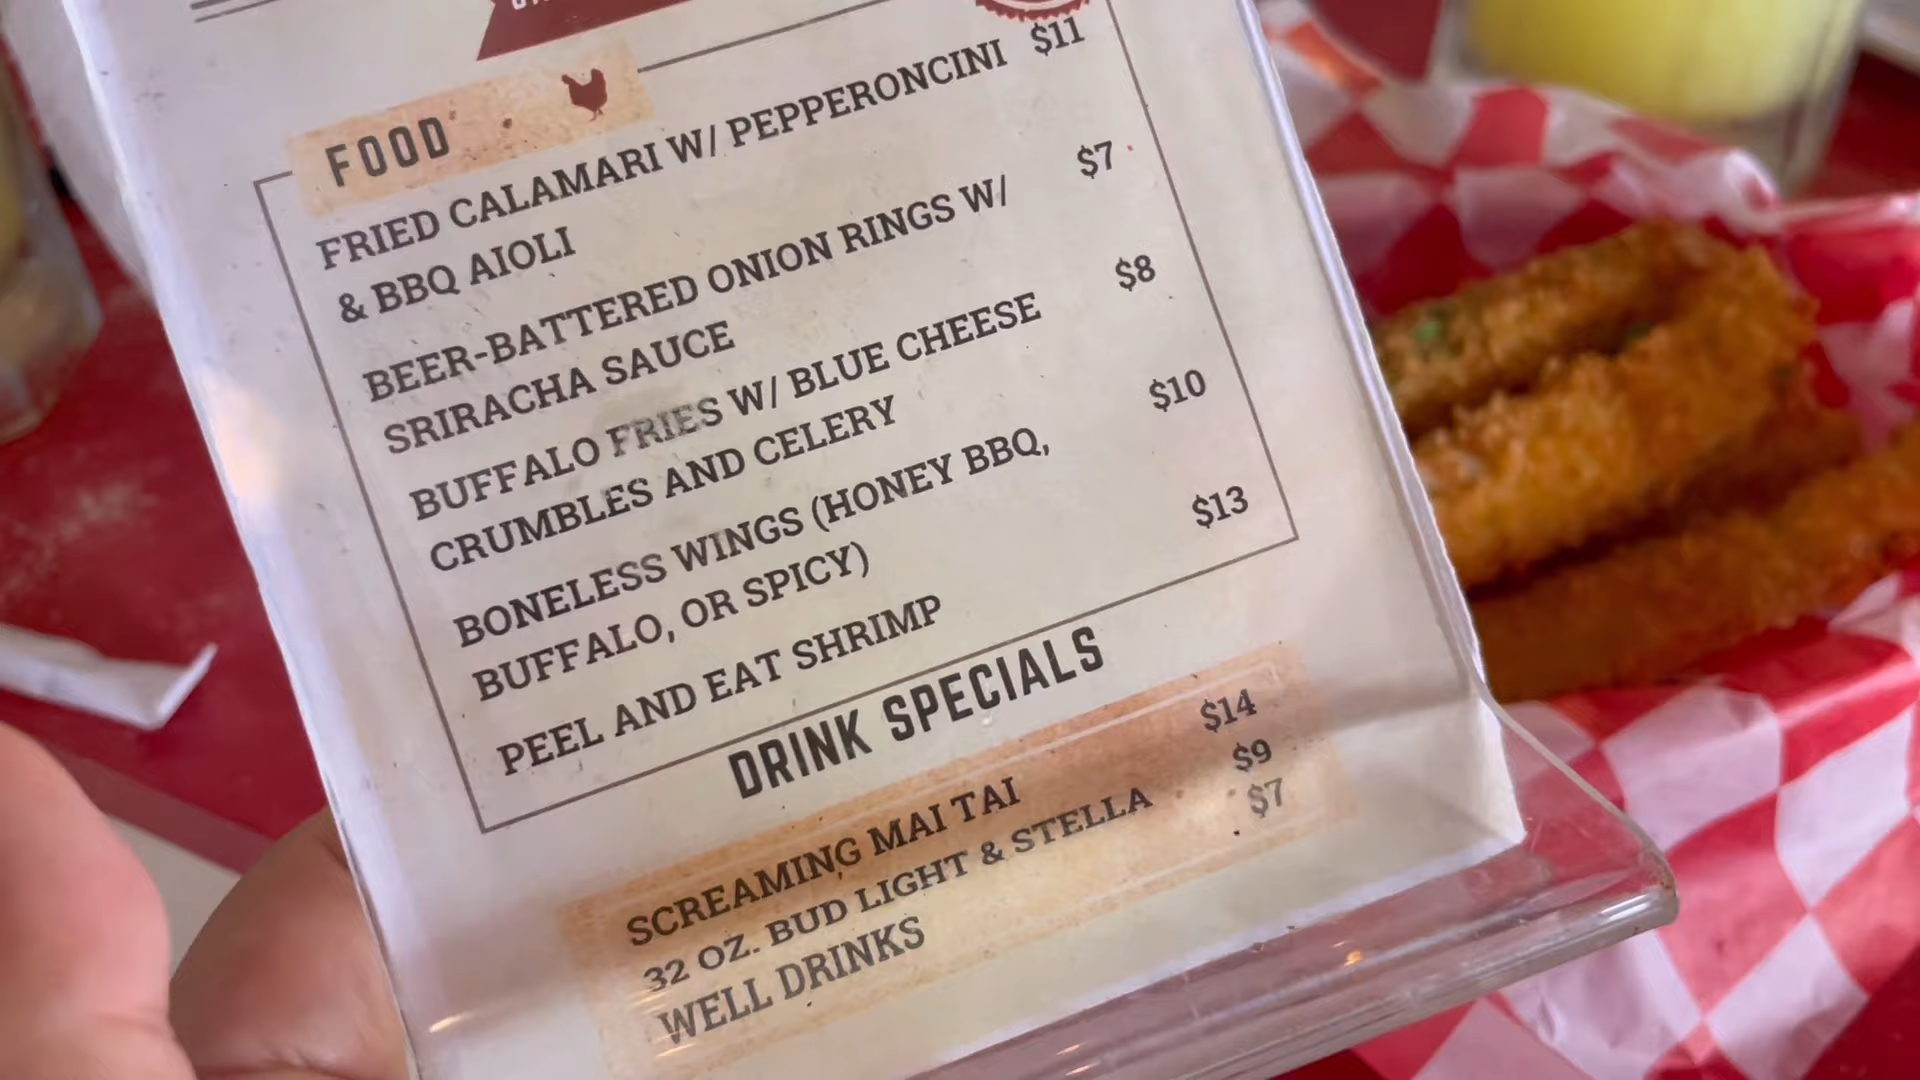 FOOD
FRIED CALAMARI W/ PEPPERONCINI $11
& BBQ AIOLI
BEER-BATTERED ONION RINGS W/ $7
SRIRACHA SAUCE
BUFFALO FRIES W/ BLUE CHEESE $8
CRUMBLES AND CELERY
BONELESS WINGS (HONEY BBQ, $10
BUFFALO, OR SPICY)
PEEL AND EAT SHRIMP $13
DRINK SPECIALS
SCREAMING MAI TAI $14
32 OZ. BUD LIGHT & STELLA $9
WELL DRINKS $7